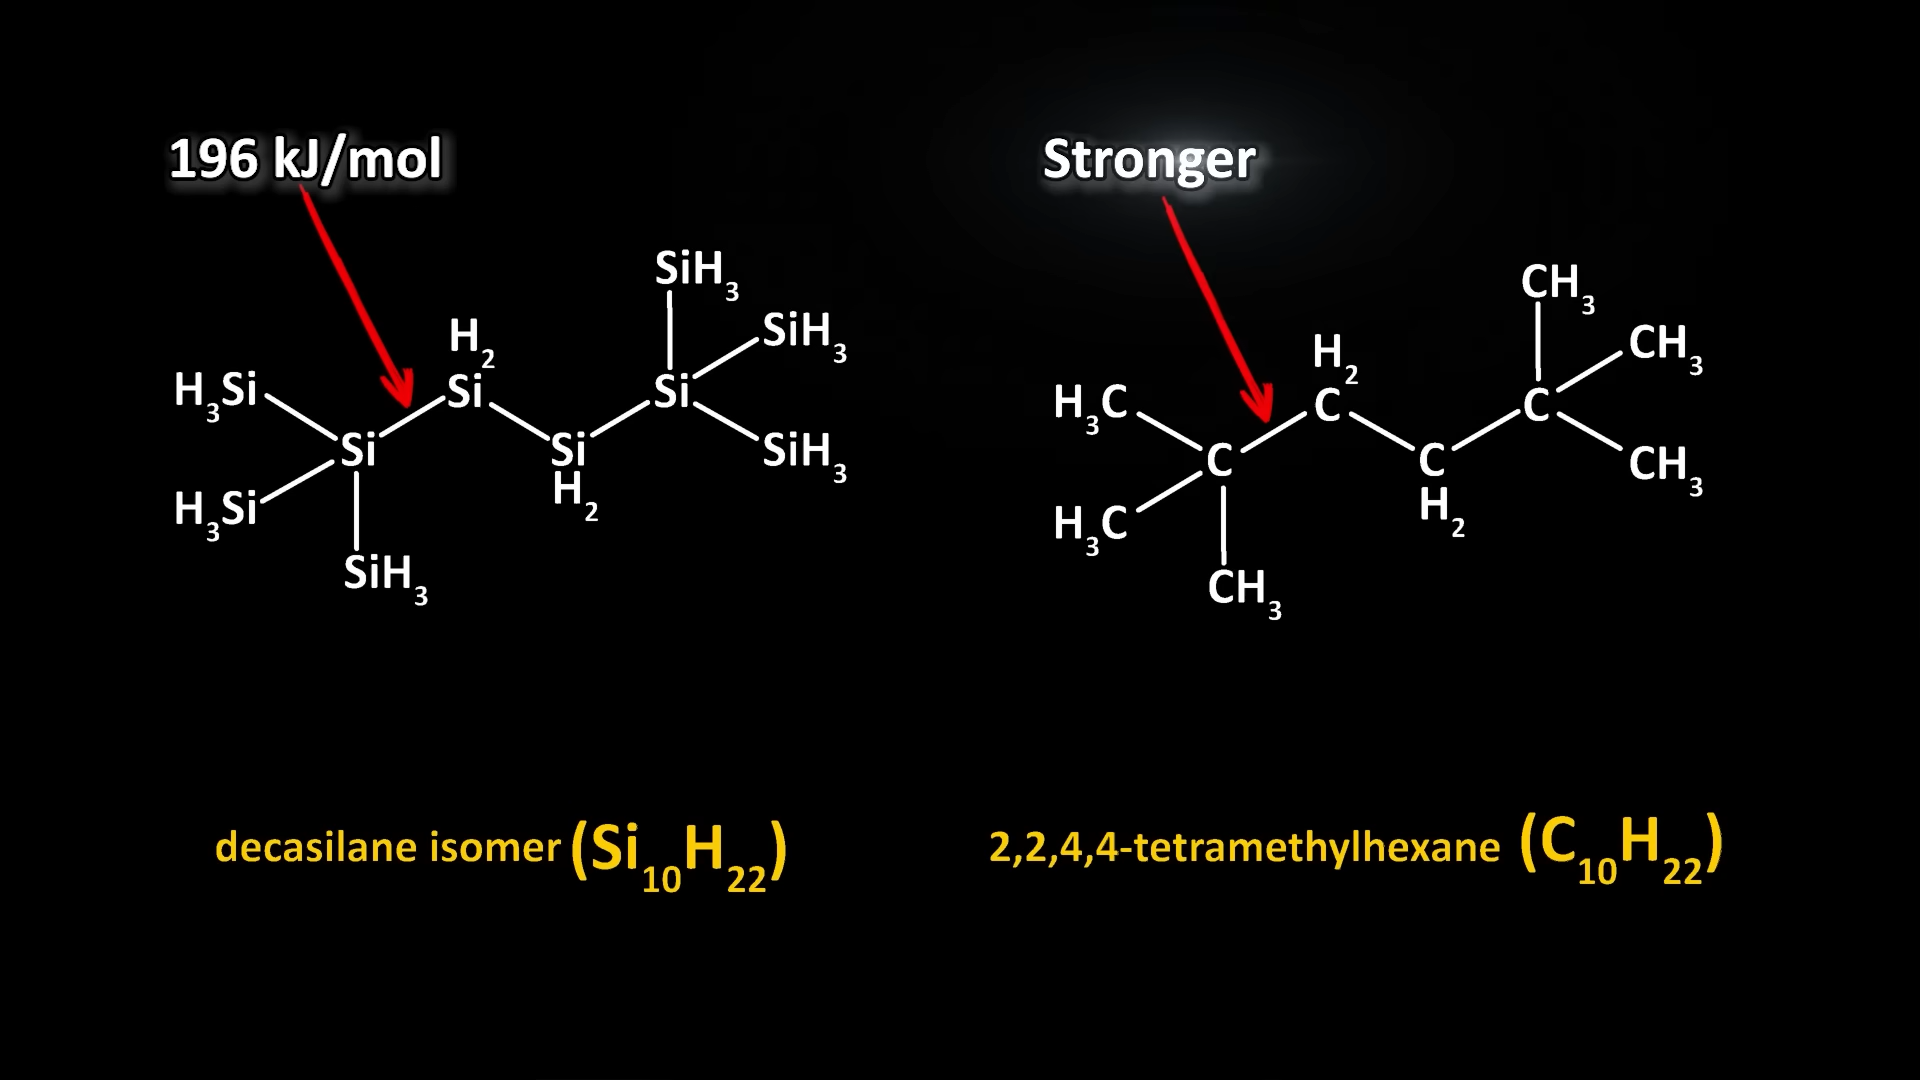 196 kJ/mol
Stronger
SiH3
SiH3
H2
Si
Si
H3Si
Si
Si
H2
SiH3
H3Si
SiH3
CH3
CH3
H2
C
C
H3C
C
C
H2
CH3
H3C
CH3
decasilane isomer (Si10H22)
2,2,4,4-tetramethylhexane (C10H22)